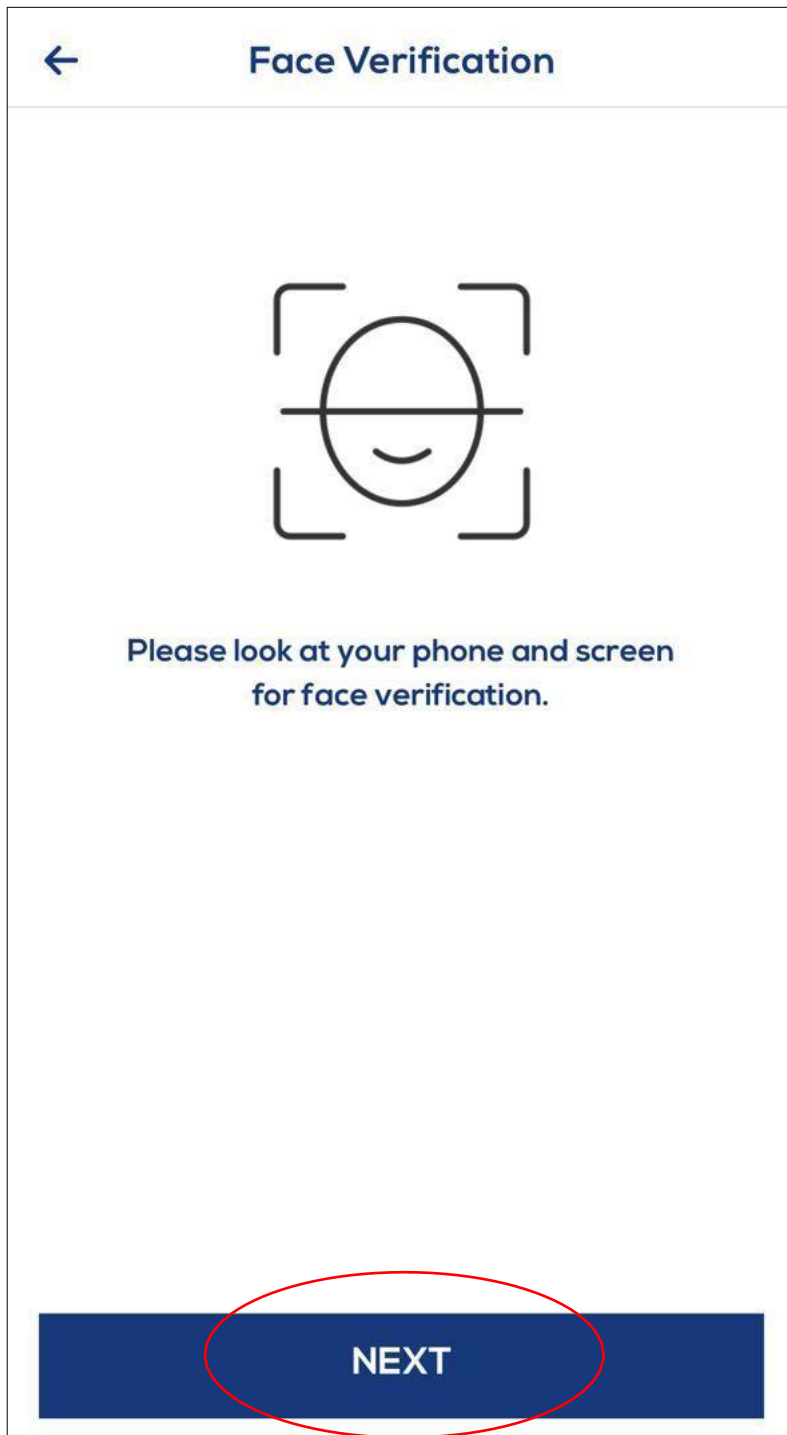 Face Verification
Please look at your phone and screen
for face verification.
NEXT